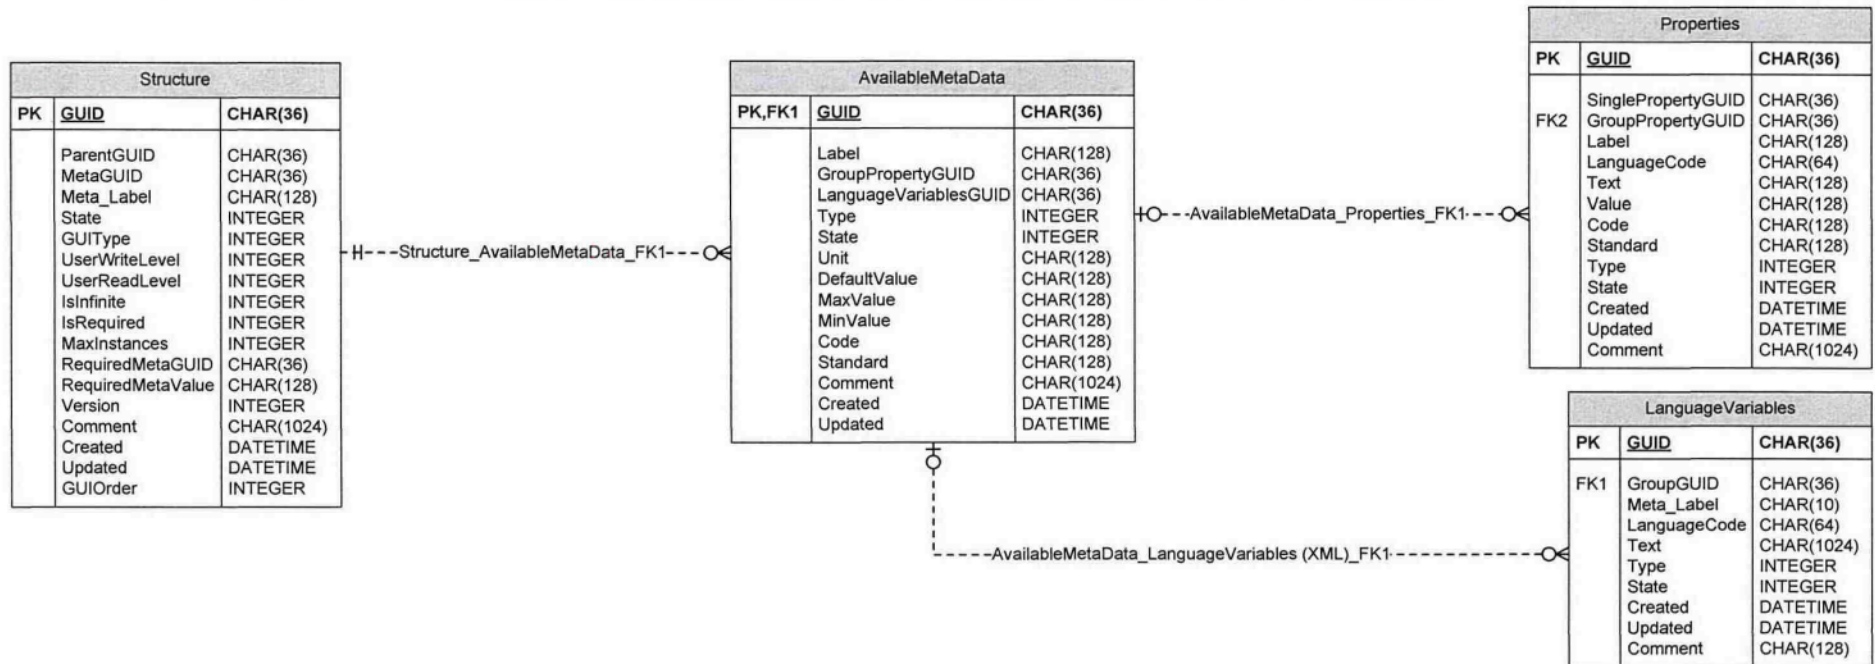 Structure
PK GUID CHAR(36)
ParentGUID CHAR(36)
MetaGUID CHAR(36)
Meta_Label CHAR(128)
State INTEGER
GUIType INTEGER
UserWriteLevel INTEGER
UserReadLevel INTEGER
IsInfinite INTEGER
IsRequired INTEGER
MaxInstances INTEGER
RequiredMetaGUID CHAR(36)
RequiredMetaValue CHAR(128)
Version INTEGER
Comment CHAR(1024)
Created DATETIME
Updated DATETIME
GUIOrder INTEGER
Structure_AvailableMetaData_FK1
AvailableMetaData
PK,FK1 GUID CHAR(36)
Label CHAR(128)
GroupPropertyGUID CHAR(36)
LanguageVariablesGUID CHAR(36)
Type INTEGER
State INTEGER
Unit CHAR(128)
DefaultValue CHAR(128)
MaxValue CHAR(128)
MinValue CHAR(128)
Code CHAR(128)
Standard CHAR(128)
Comment CHAR(1024)
Created DATETIME
Updated DATETIME
AvailableMetaData_Properties_FK1
Properties
PK GUID CHAR(36)
SinglePropertyGUID CHAR(36)
FK2 GroupPropertyGUID CHAR(36)
Label CHAR(128)
LanguageCode CHAR(64)
Text CHAR(128)
Value CHAR(128)
Code CHAR(128)
Standard CHAR(128)
Type INTEGER
State INTEGER
Created DATETIME
Updated DATETIME
Comment CHAR(1024)
AvailableMetaData_LanguageVariables (XML)_FK1
LanguageVariables
PK GUID CHAR(36)
FK1 GroupGUID CHAR(36)
Meta_Label CHAR(10)
LanguageCode CHAR(64)
Text CHAR(1024)
Type INTEGER
State INTEGER
Created DATETIME
Updated DATETIME
Comment CHAR(128)